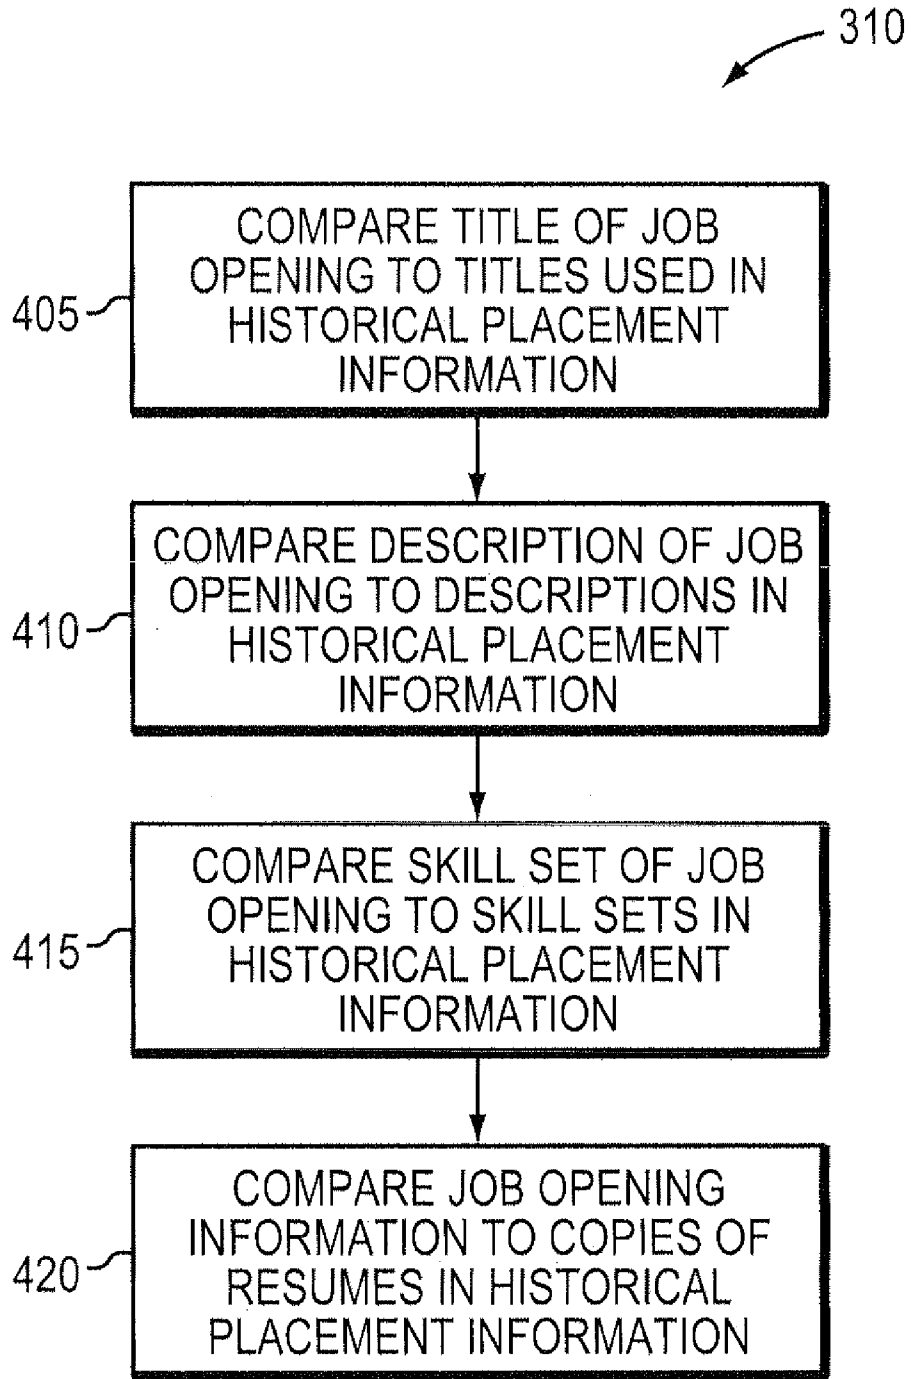 310
COMPARE TITLE OF JOB
OPENING TO TITLES USED IN
HISTORICAL PLACEMENT
INFORMATION
405
COMPARE DESCRIPTION OF JOB
OPENING TO DESCRIPTIONS IN
HISTORICAL PLACEMENT
INFORMATION
410
COMPARE SKILL SET OF JOB
OPENING TO SKILL SETS IN
HISTORICAL PLACEMENT
INFORMATION
415
COMPARE JOB OPENING
INFORMATION TO COPIES OF
RESUMES IN HISTORICAL
PLACEMENT INFORMATION
420